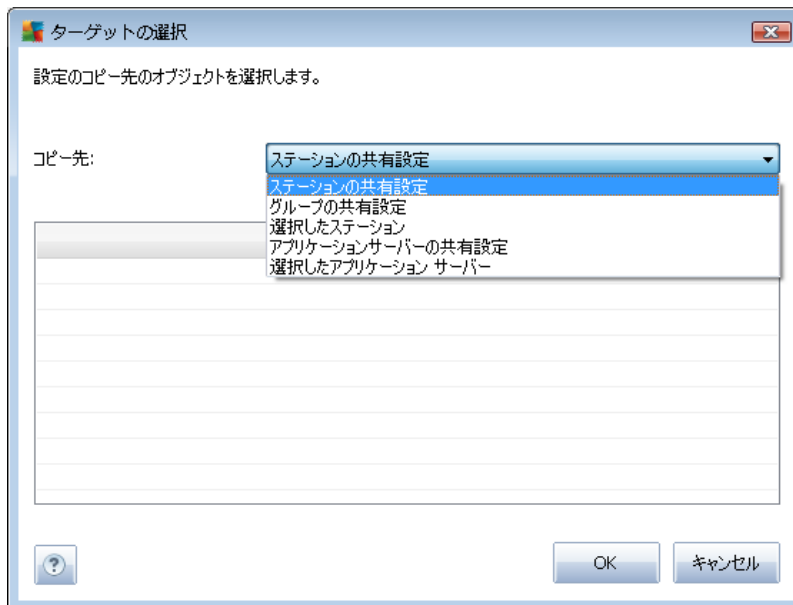 ターゲットの選択
設定のコピー先のオブジェクトを選択します。
コピー先:
ステーションの共有設定
ステーションの共有設定
グループの共有設定
選択したステーション
アプリケーションサーバーの共有設定
選択したアプリケーション サーバー
?
OK
キャンセル